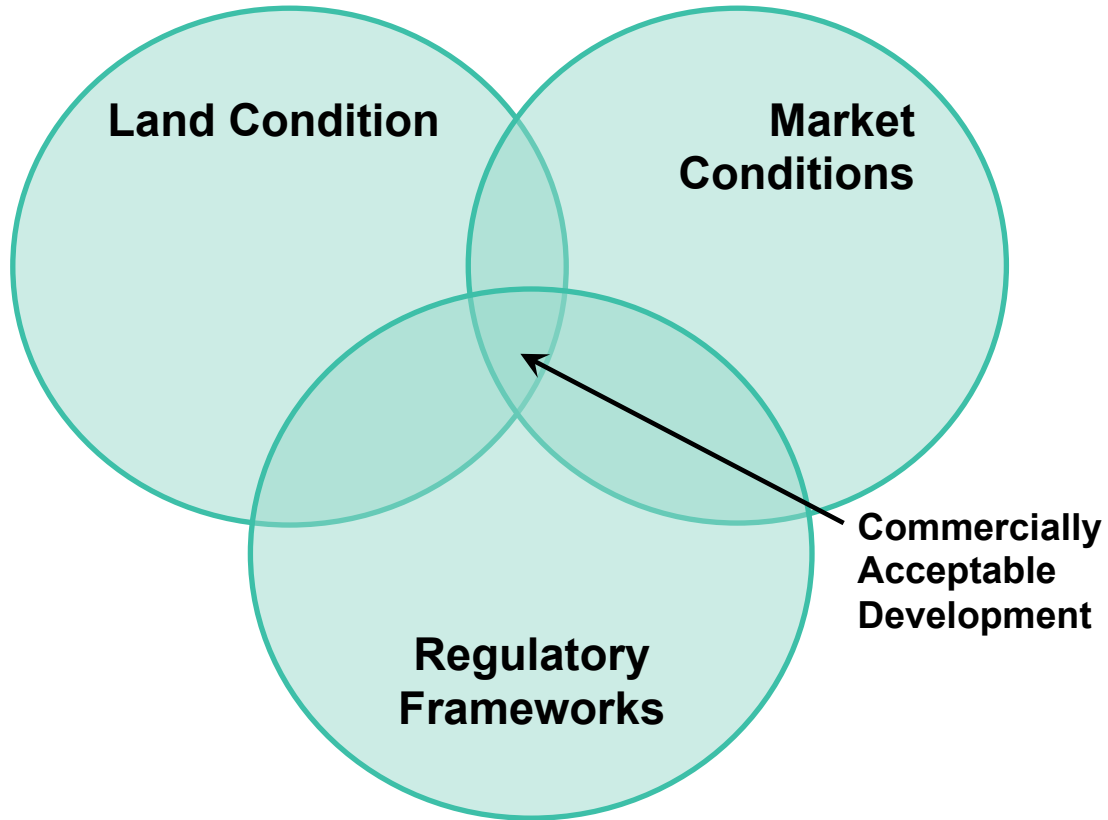 Land Condition
Market
Conditions
Commercially
Acceptable
Development
Regulatory
Frameworks